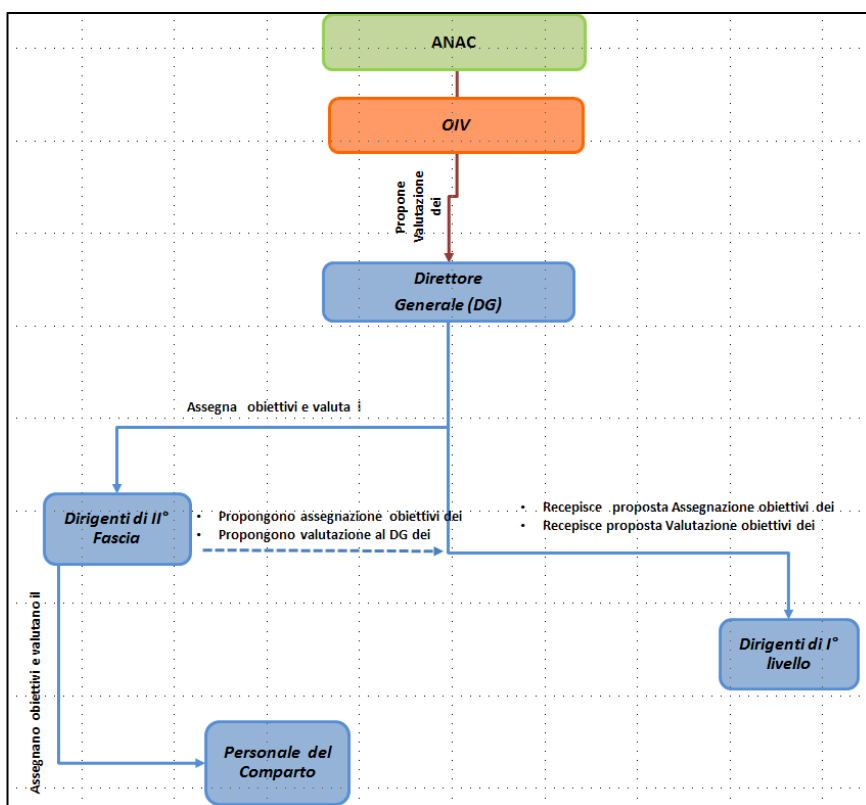 ANAC
OIV
Propone
Valutazione
dei
Direttore
Generale (DG)
Assegna obiettivi e valuta i
Dirigenti di II°
Fascia
• Propongono assegnazione obiettivi dei
• Propongono valutazione al DG dei
• Recepisce proposta Assegnazione obiettivi dei
• Recepisce proposta Valutazione obiettivi dei
Dirigenti di I°
livello
Assegnano obiettivi e valutano il
Personale del
Comparto